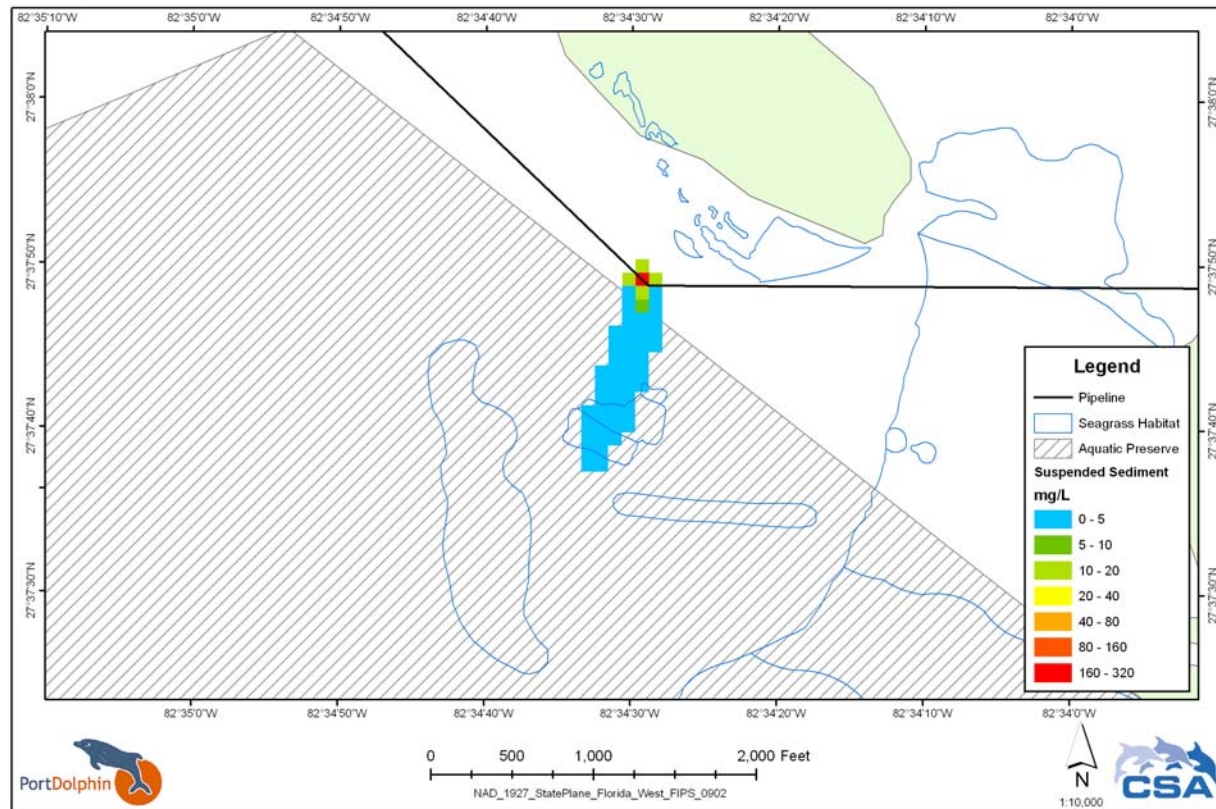 82°35'10"W 82°35'0"W 82°34'50"W 82°34'40"W 82°34'30"W 82°34'20"W 82°34'10"W 82°34'0"W
27°38'0"N 27°38'0"N
27°37'50"N 27°37'50"N
27°37'40"N 27°37'40"N
27°37'30"N 27°37'30"N
Legend
Pipeline
Seagrass Habitat
Aquatic Preserve
Suspended Sediment
mg/L
0 - 5
5 - 10
10 - 20
20 - 40
40 - 80
80 - 160
160 - 320
82°35'0"W 82°34'50"W 82°34'40"W 82°34'30"W 82°34'20"W 82°34'10"W 82°34'0"W
PortDolphin
0 500 1,000 2,000 Feet
NAD_1927_StatePlane_Florida_West_FIPS_0902
N
1:10,000
CSA